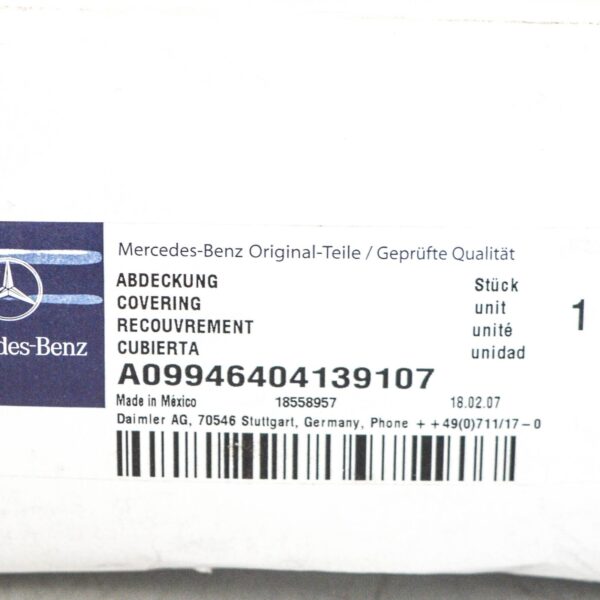 Mercedes-Benz Original-Teile / Geprüfte Qualität
ABDECKUNG Stück
COVERING unit 1
RECOUVREMENT unité
CUBIERTA unidad
des-Benz
A09946404139107
Made in México 18558957 18.02.07
Daimler AG, 70546 Stuttgart, Germany, Phone ++49(0)711/17-0